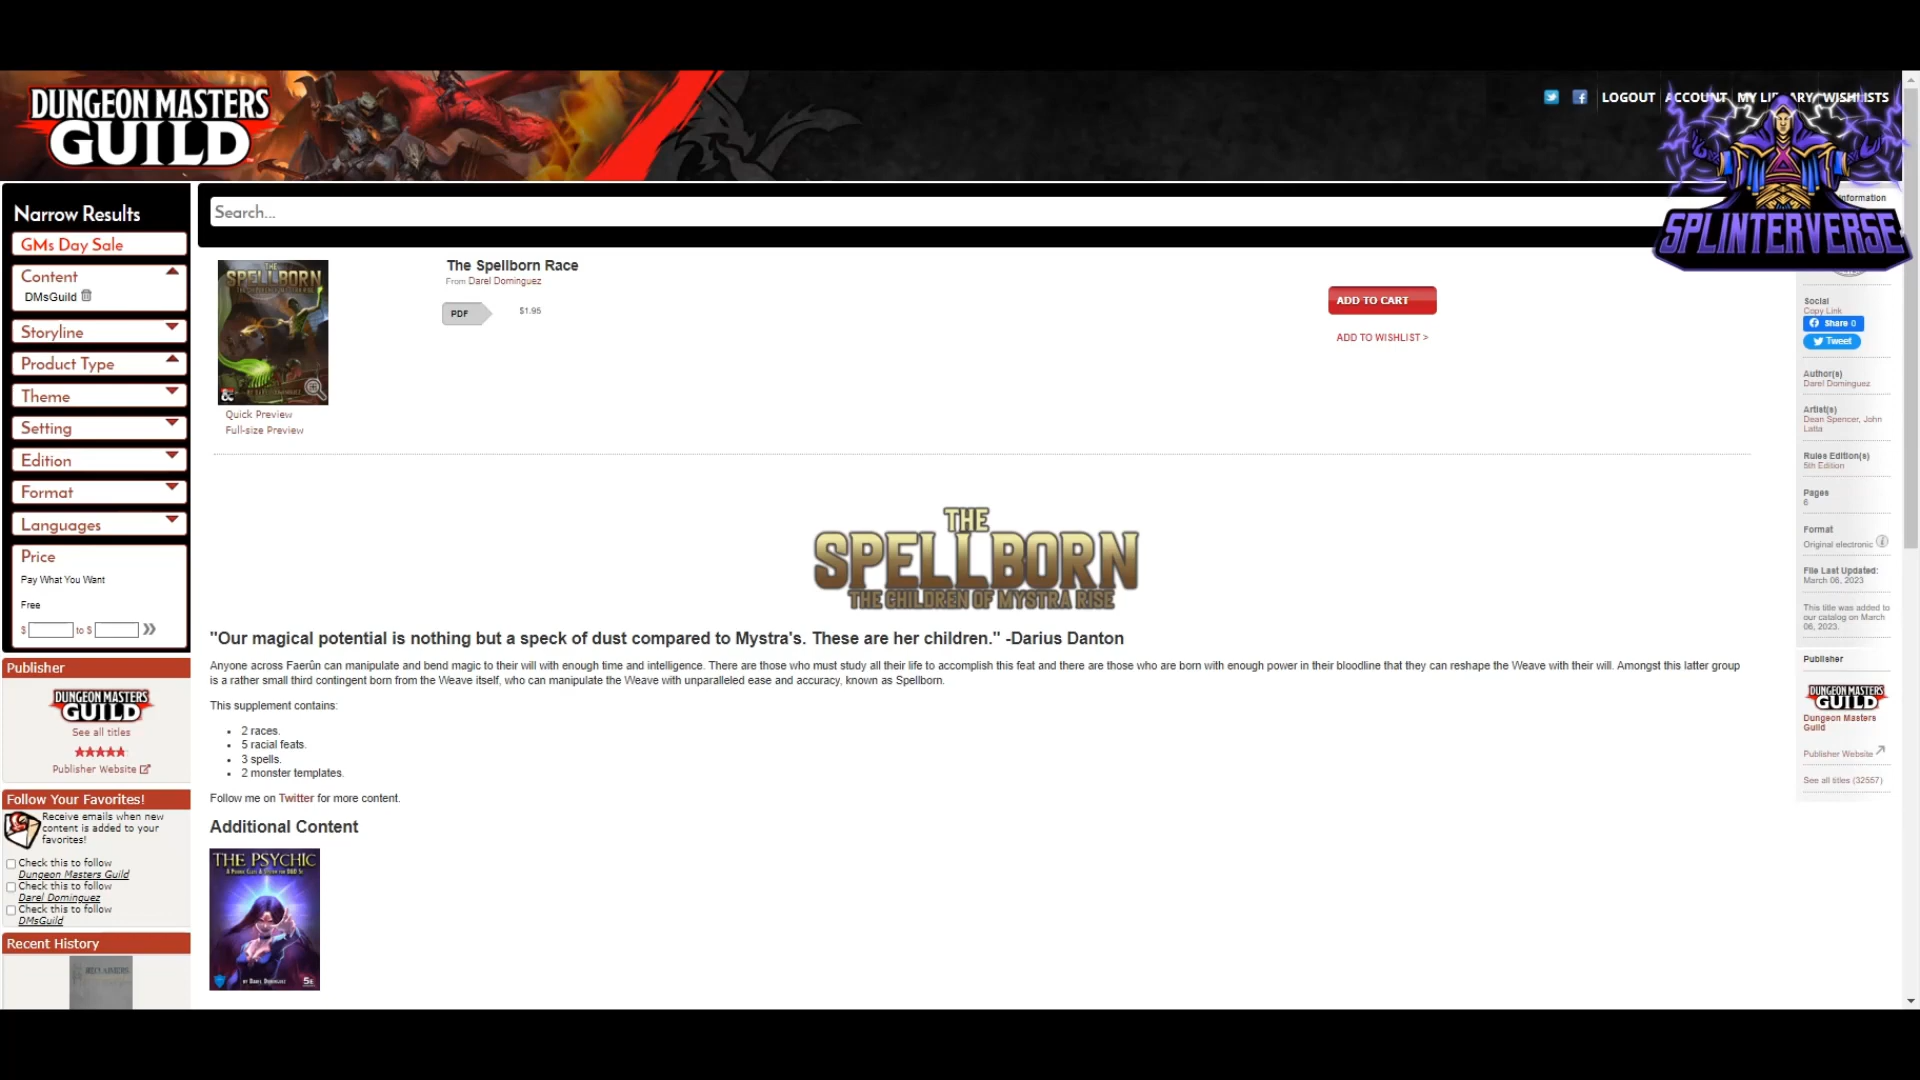 DUNGEON MASTERS
GUILD
LOGOUT ACCOUNT MY LIBRARY WISHLISTS
SPLINTERVERSE
Narrow Results
GMs Day Sale
Content
DMsGuild
Storyline
Product Type
Theme
Setting
Edition
Format
Languages
Price
Pay What You Want
Free
$ to $ »
Publisher
DUNGEON MASTERS
GUILD
See all titles
Publisher Website
Follow Your Favorites!
Receive emails when new
content is added to your
favorites!
Check this to follow
Dungeon Masters Guild
Check this to follow
Darel Dominguez
Check this to follow
DMsGuild
Recent History
Search...
THE
SPELLBORN
The Spellborn Race
From Darel Dominguez
PDF
$1.95
ADD TO CART
ADD TO WISHLIST >
Quick Preview
Full-size Preview
THE
SPELLBORN
THE CHILDREN OF MYSTRA RISE
"Our magical potential is nothing but a speck of dust compared to Mystra's. These are her children." -Darius Danton
Anyone across Faerûn can manipulate and bend magic to their will with enough time and intelligence. There are those who must study all their life to accomplish this feat and there are those who are born with enough power in their bloodline that they can reshape the Weave with their will. Amongst this latter group
is a rather small third contingent born from the Weave itself, who can manipulate the Weave with unparalleled ease and accuracy, known as Spellborn.
This supplement contains:
• 2 races.
• 5 racial feats.
• 3 spells.
• 2 monster templates.
Follow me on Twitter for more content.
Additional Content
THE PSYCHIC
BY DAREL DOMINGUEZ
5E
Information
Social
Copy Link
Share 0
Tweet
Author(s)
Darel Dominguez
Artist(s)
Dean Spencer, John
Latta
Rules Edition(s)
5th Edition
Pages
6
Format
Original electronic
File Last Updated:
March 06, 2023
This title was added to
our catalog on March
06, 2023.
Publisher
DUNGEON MASTERS
GUILD
Dungeon Masters
Guild
Publisher Website
See all titles (32557)